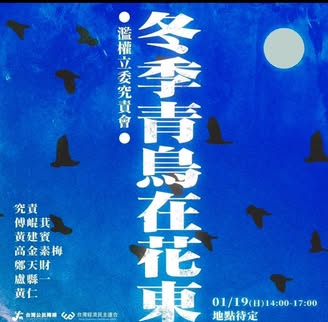 冬季青鳥在花東
●濫權立委究責會●
究責
傅崐萁
黃建賓
高金素梅
鄭天財
盧縣一
黃仁
01/19(日)14:00-17:00
地點待定
台灣公民陣線
台灣經濟民主連合